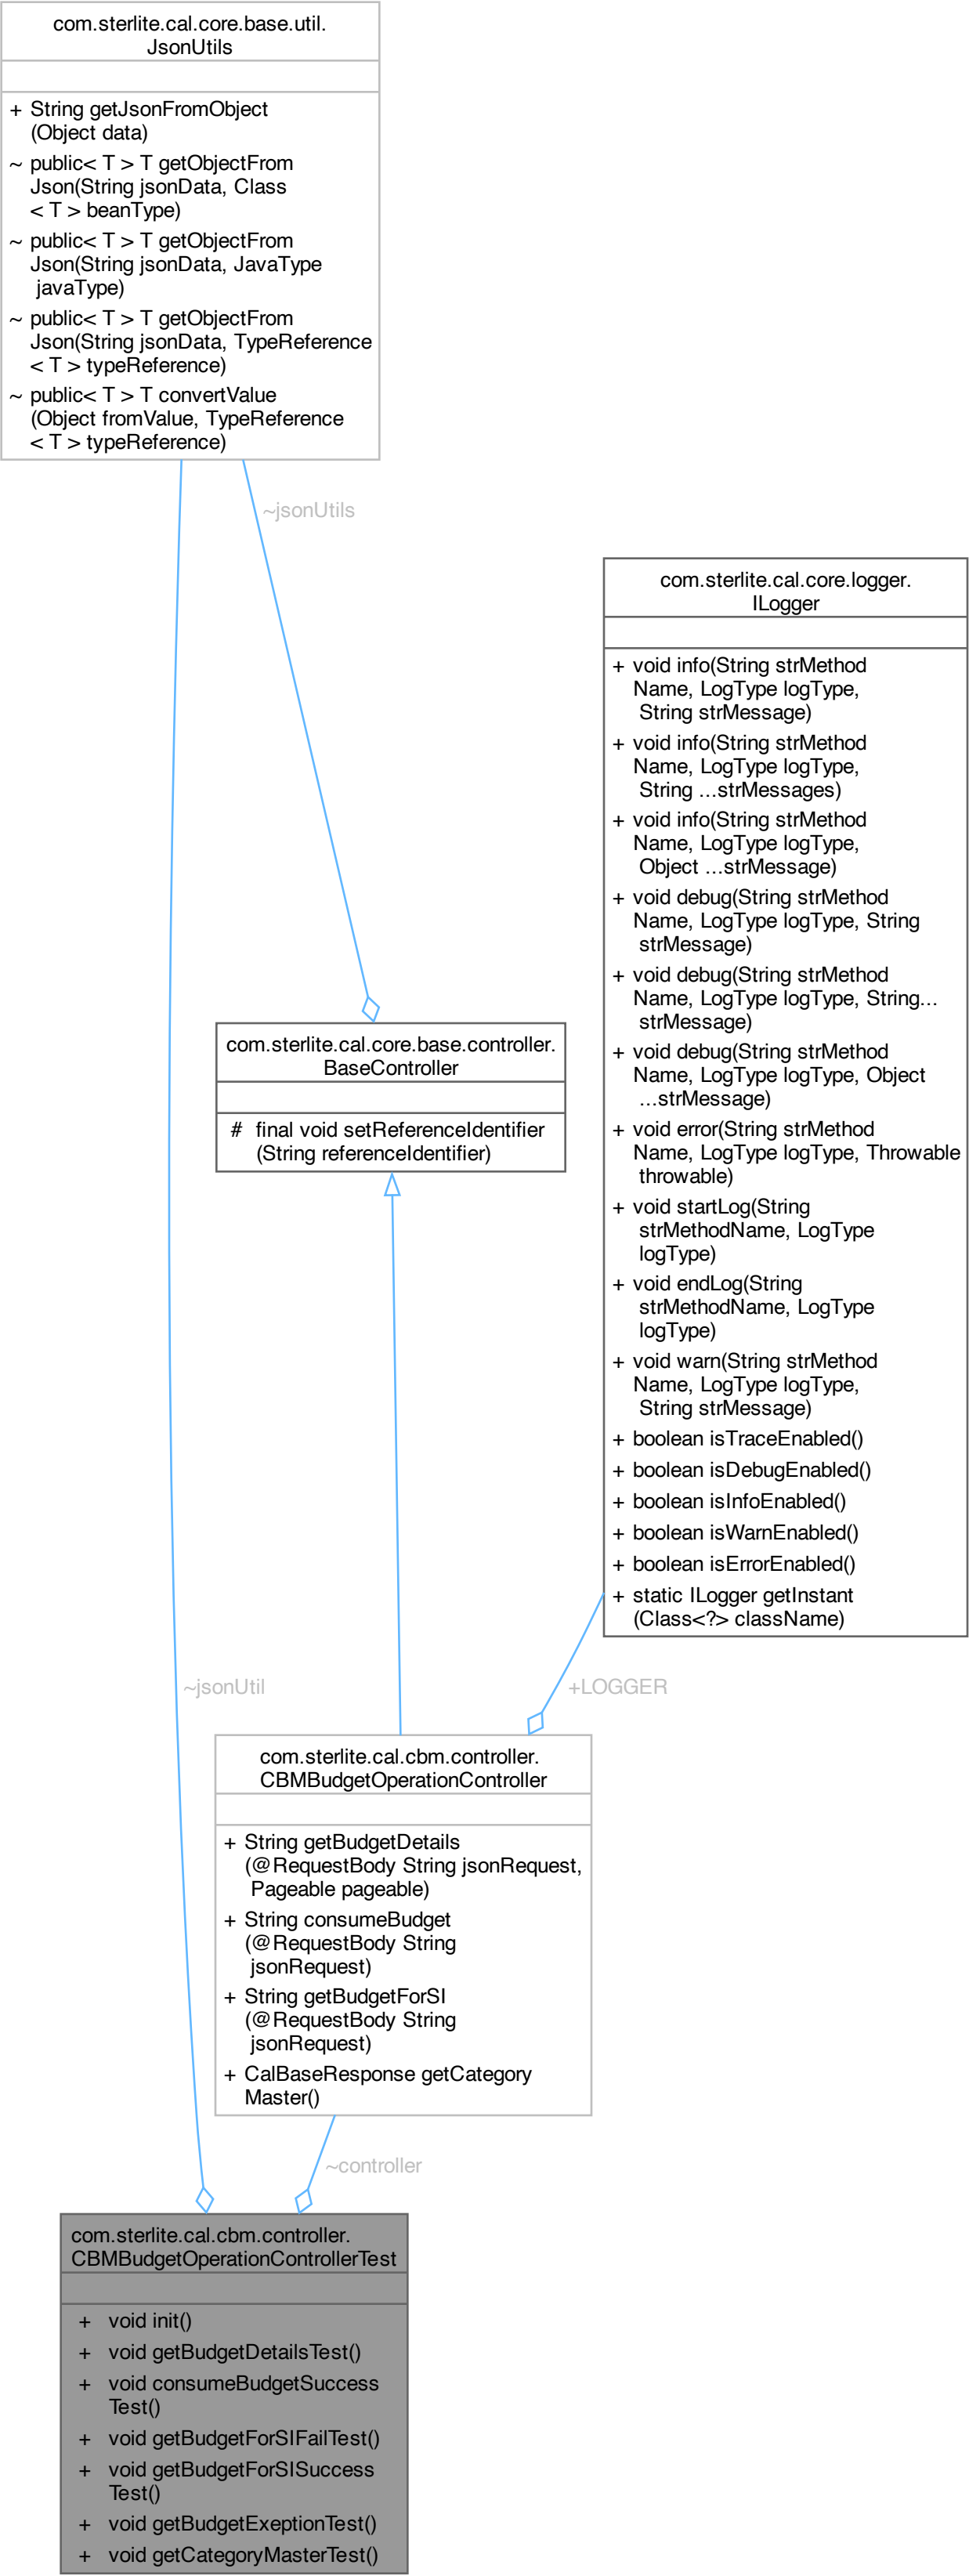 com.sterlite.cal.core.base.util.
JsonUtils
+ String getJsonFromObject
(Object data)
~ public< T > T getObjectFrom
Json(String jsonData, Class
< T > beanType)
~ public< T > T getObjectFrom
Json(String jsonData, JavaType
javaType)
~ public< T > T getObjectFrom
Json(String jsonData, TypeReference
< T > typeReference)
~ public< T > T convertValue
(Object fromValue, TypeReference
< T > typeReference)
~jsonUtils
com.sterlite.cal.core.logger.
ILogger
+ void info(String strMethod
Name, LogType logType,
String strMessage)
+ void info(String strMethod
Name, LogType logType,
String ...strMessages)
+ void info(String strMethod
Name, LogType logType,
Object ...strMessage)
+ void debug(String strMethod
Name, LogType logType, String
strMessage)
+ void debug(String strMethod
Name, LogType logType, String...
strMessage)
+ void debug(String strMethod
Name, LogType logType, Object
...strMessage)
+ void error(String strMethod
Name, LogType logType, Throwable
throwable)
+ void startLog(String
strMethodName, LogType
logType)
+ void endLog(String
strMethodName, LogType
logType)
+ void warn(String strMethod
Name, LogType logType,
String strMessage)
+ boolean isTraceEnabled()
+ boolean isDebugEnabled()
+ boolean isInfoEnabled()
+ boolean isWarnEnabled()
+ boolean isErrorEnabled()
+ static ILogger getInstant
(Class<?> className)
com.sterlite.cal.core.base.controller.
BaseController
# final void setReferenceIdentifier
(String referenceIdentifier)
~jsonUtil
+LOGGER
com.sterlite.cal.cbm.controller.
CBMBudgetOperationController
+ String getBudgetDetails
(@RequestBody String jsonRequest,
Pageable pageable)
+ String consumeBudget
(@RequestBody String
jsonRequest)
+ String getBudgetForSI
(@RequestBody String
jsonRequest)
+ CalBaseResponse getCategory
Master()
~controller
com.sterlite.cal.cbm.controller.
CBMBudgetOperationControllerTest
+ void init()
+ void getBudgetDetailsTest()
+ void consumeBudgetSuccess
Test()
+ void getBudgetForSIFailTest()
+ void getBudgetForSISuccess
Test()
+ void getBudgetExeptionTest()
+ void getCategoryMasterTest()